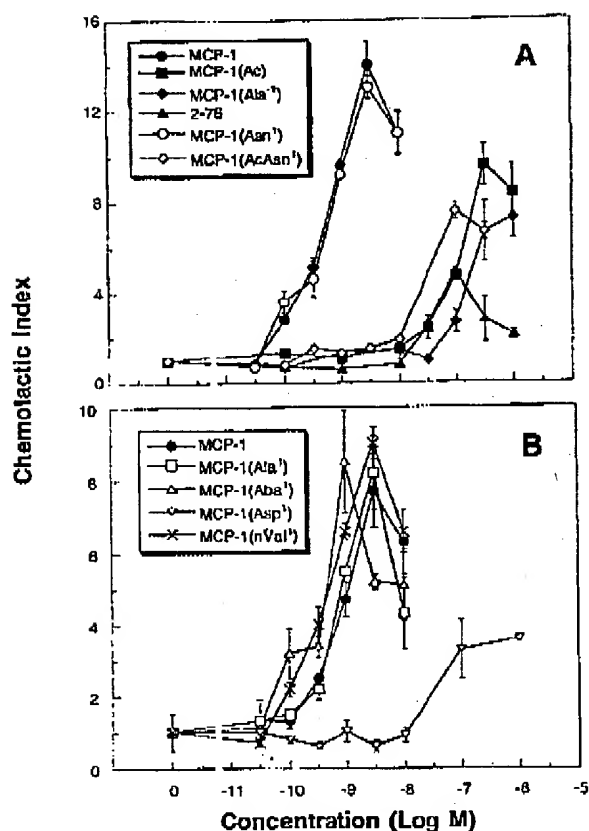 16
12
8
4
0
A
MCP-1
MCP-1(Ac)
MCP-1(Ala⁻¹)
2-76
MCP-1(Asn¹)
MCP-1(AcAsn¹)
Chemotactic Index
10
8
6
4
2
0
B
MCP-1
MCP-1(Ala¹)
MCP-1(Aba¹)
MCP-1(Asp¹)
MCP-1(nVal¹)
0 -10 -9 -8 -7 -6 -5
Concentration (Log M)